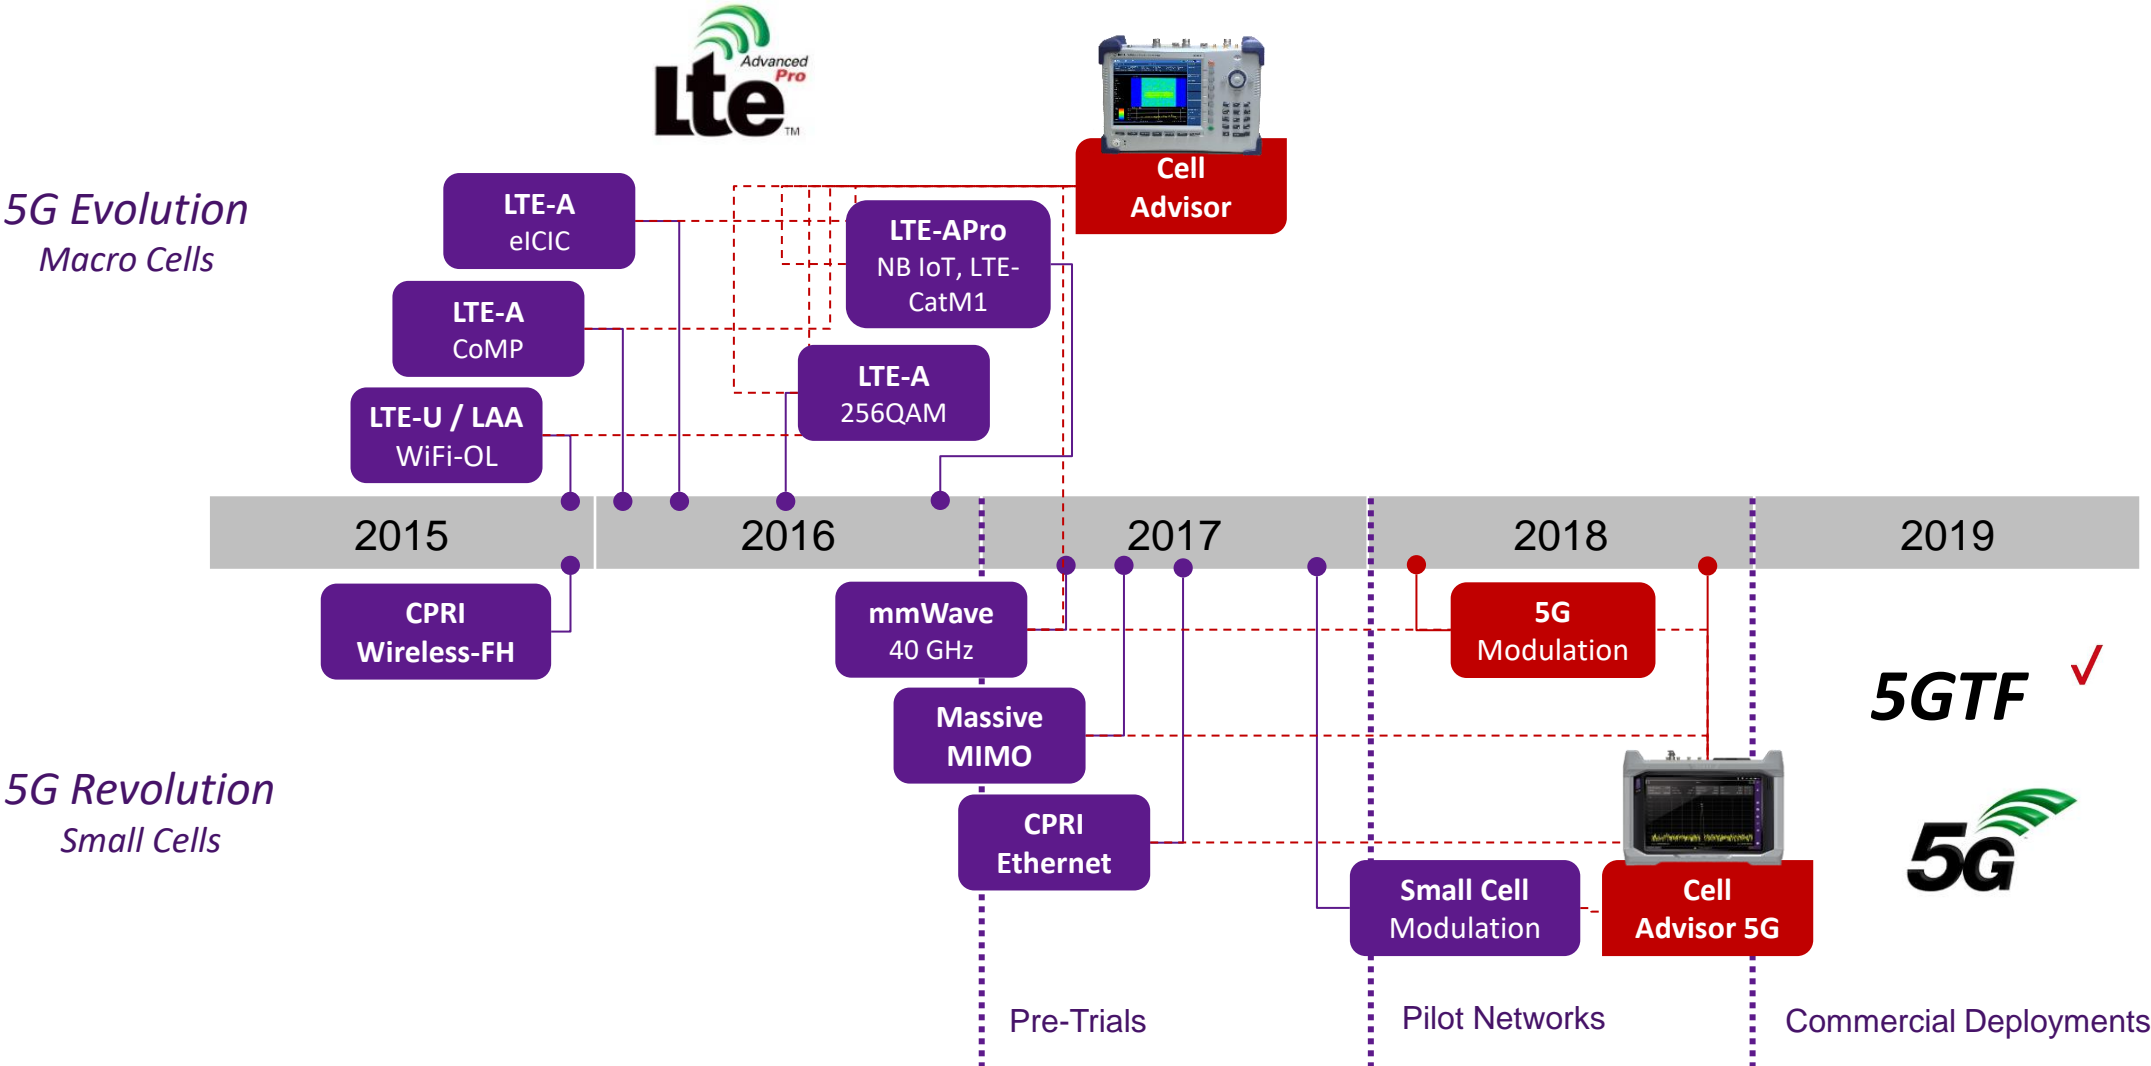 Advanced
Pro
Lte
TM
Cell
Advisor
5G Evolution
Macro Cells
LTE-A
eICIC
LTE-APro
NB IoT, LTE-
CatM1
LTE-A
CoMP
LTE-A
256QAM
LTE-U / LAA
WiFi-OL
2015
2016
2017
2018
2019
CPRI
Wireless-FH
mmWave
40 GHz
5G
Modulation
Massive
MIMO
5GTF
5G Revolution
Small Cells
CPRI
Ethernet
5G
Small Cell
Modulation
Cell
Advisor 5G
Pre-Trials
Pilot Networks
Commercial Deployments